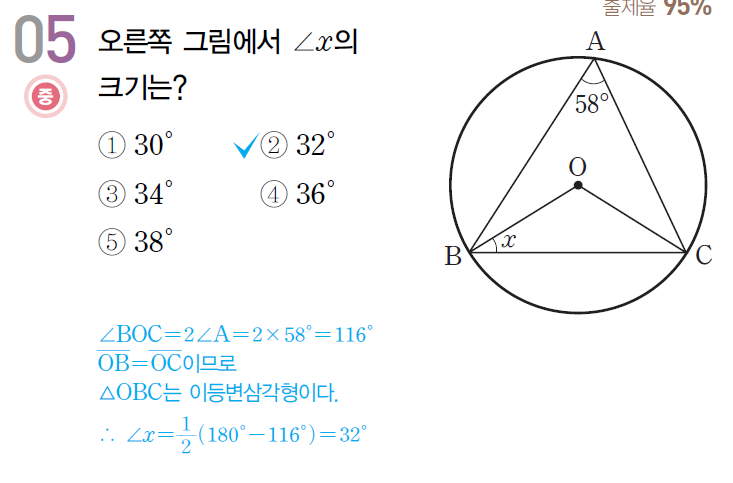 출제율 95%
05 오른쪽 그림에서 ∠x의
중 크기는?
① 30° ✓② 32°
③ 34° ④ 36°
⑤ 38°
A
58°
O
B x C
∠BOC=2∠A=2×58°=116°
OB=OC이므로
△OBC는 이등변삼각형이다.
∴ ∠x=1/2(180°-116°)=32°